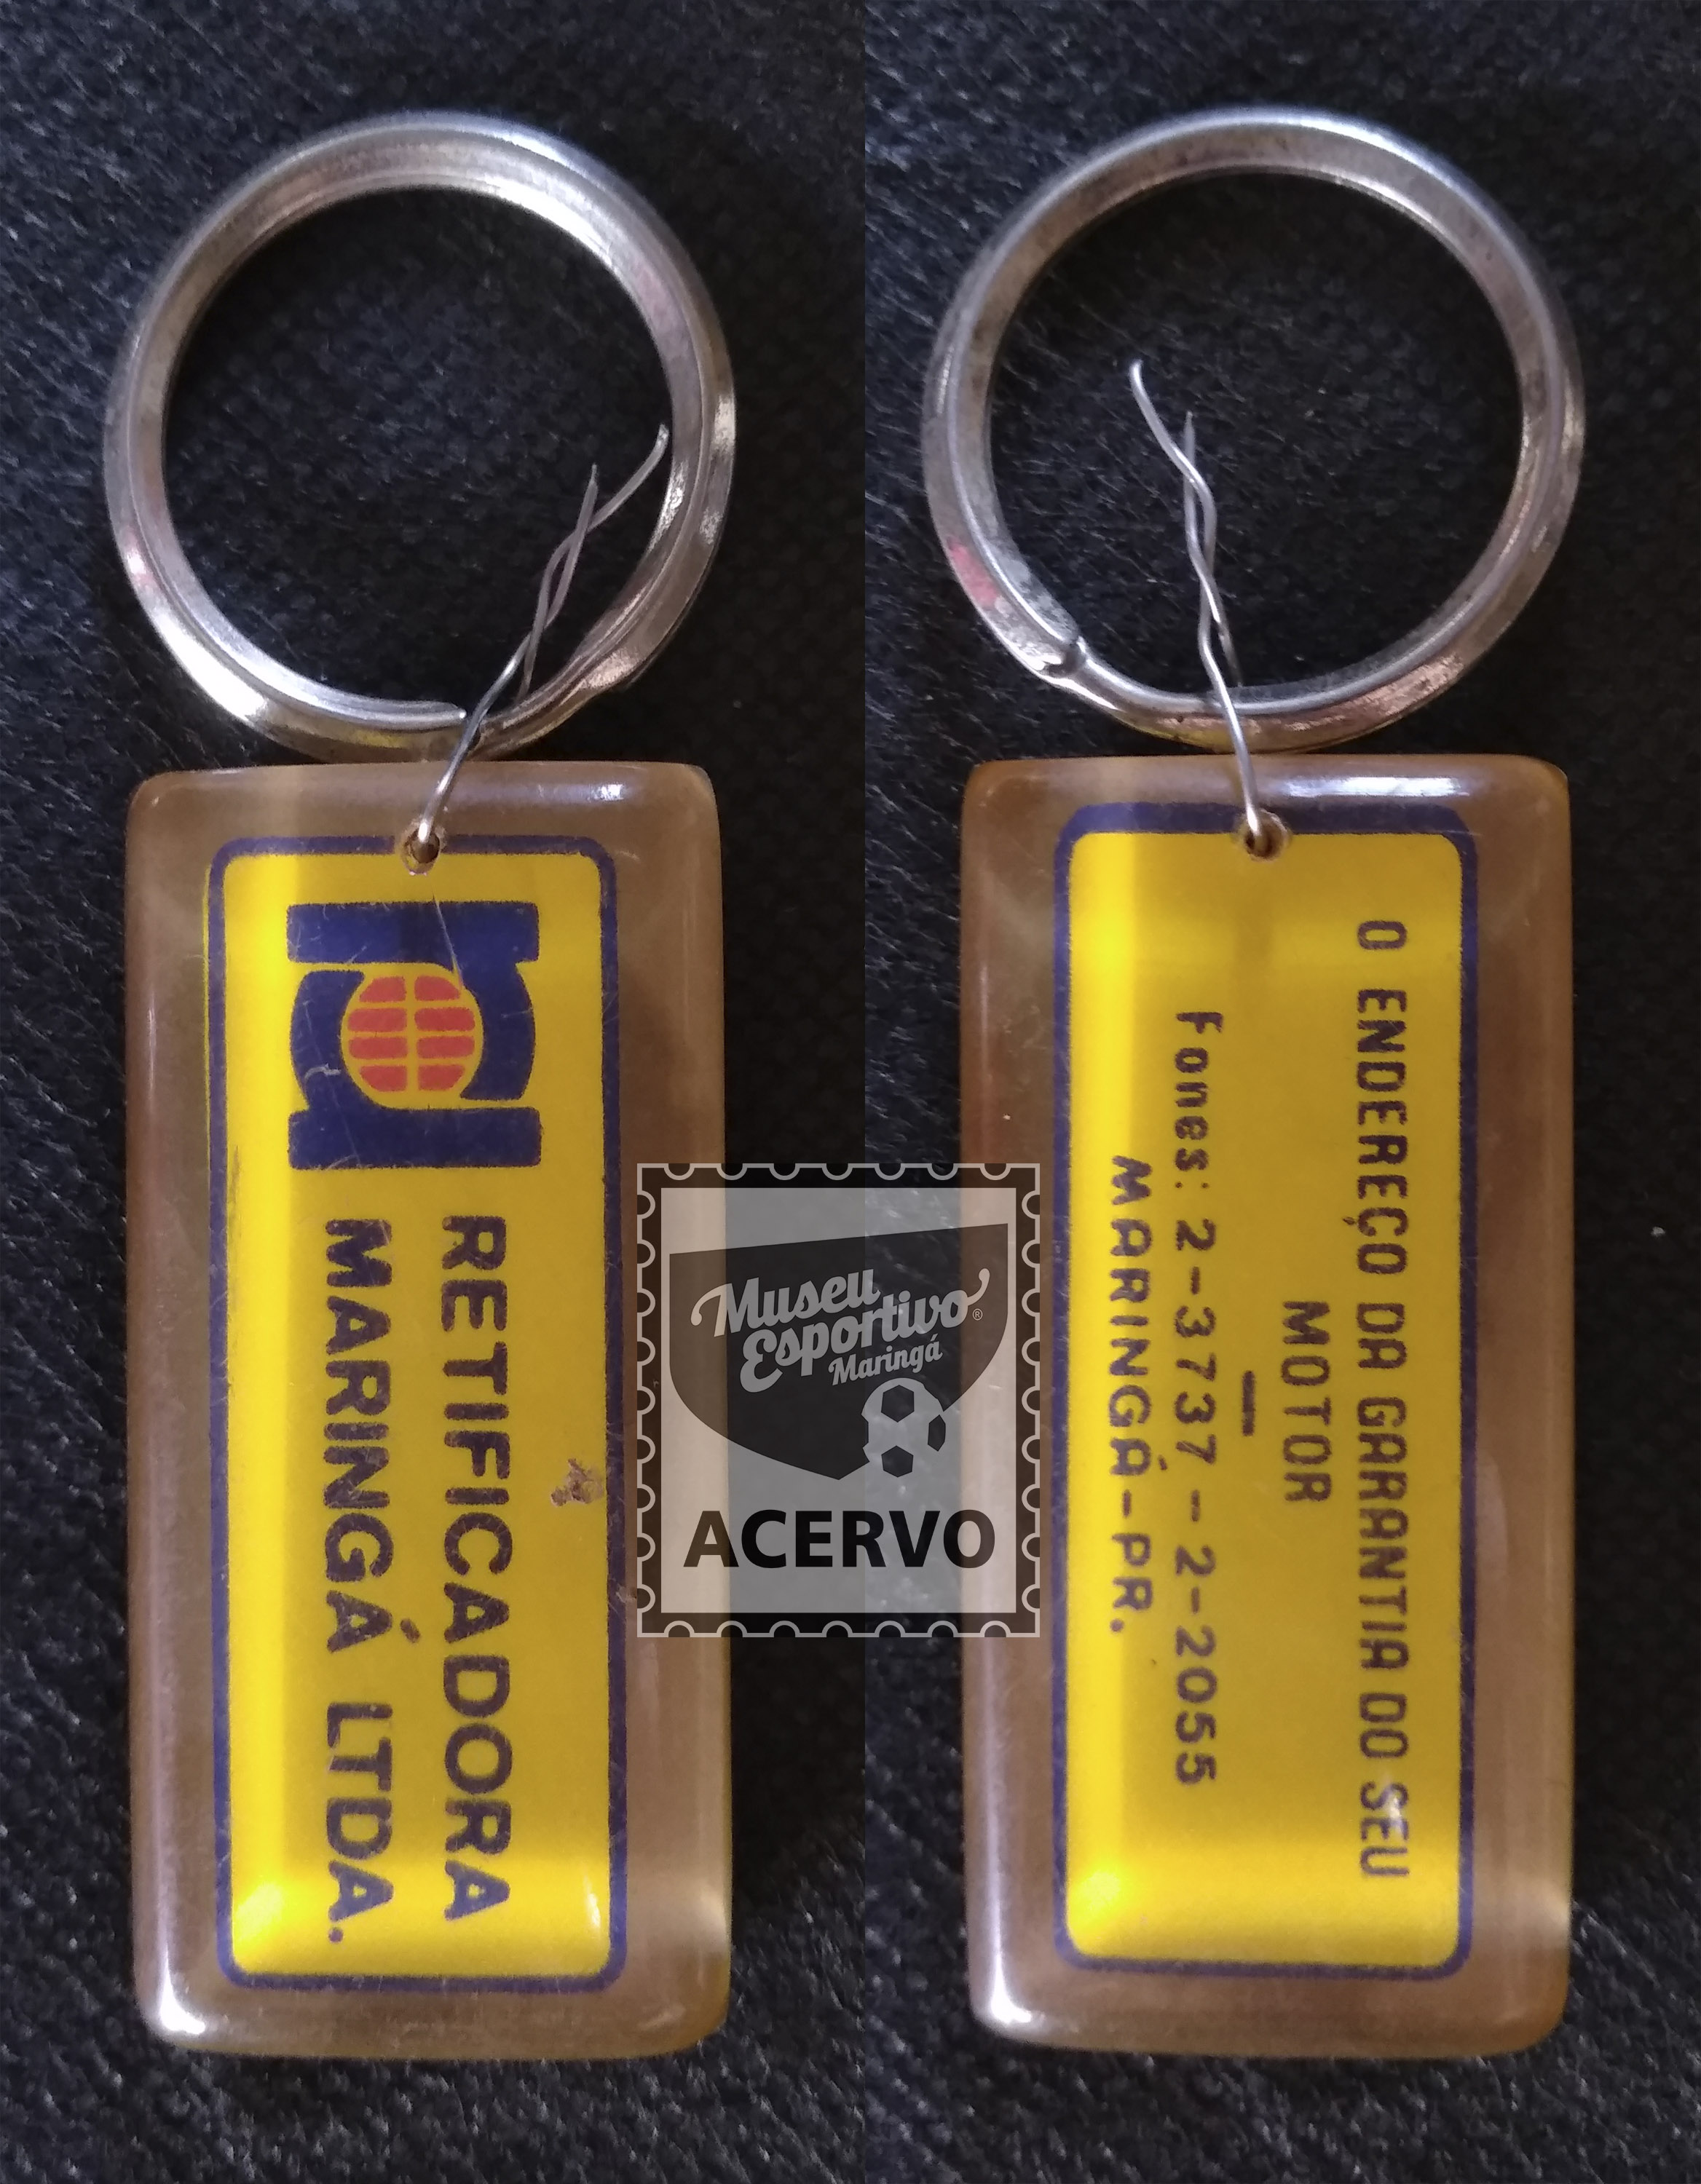 RETIFICADORA
MARINGÁ LTDA.
O ENDEREÇO DA GARANTIA DO SEU
MOTOR
—
Fones: 2-3737 - 2-2055
MARINGÁ-PR.
Museu
Esportivo®
Maringá
ACERVO